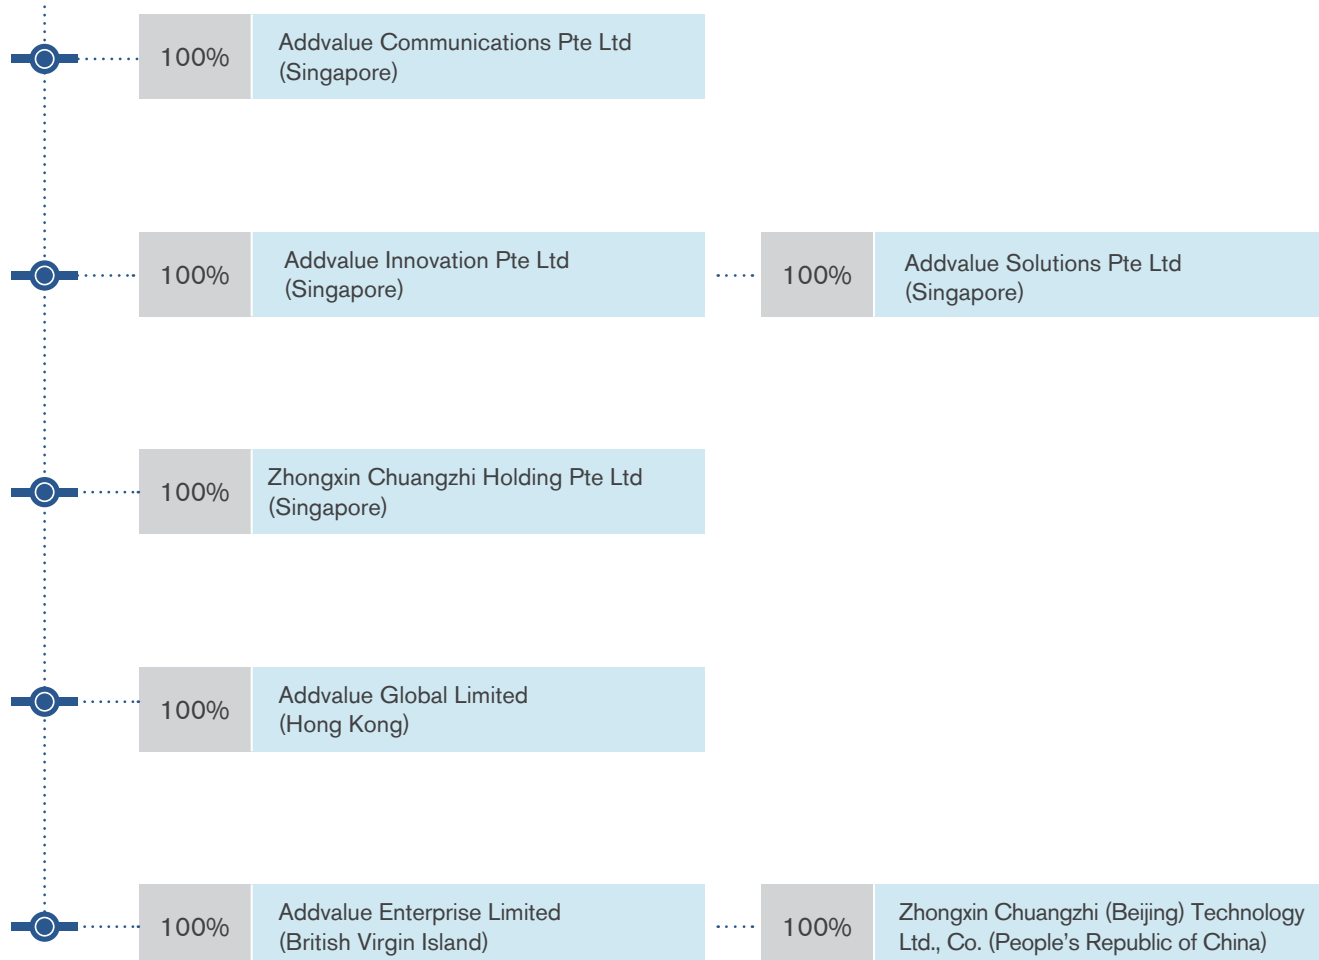 100%
Addvalue Communications Pte Ltd
(Singapore)
100%
Addvalue Innovation Pte Ltd
(Singapore)
100%
Addvalue Solutions Pte Ltd
(Singapore)
100%
Zhongxin Chuangzhi Holding Pte Ltd
(Singapore)
100%
Addvalue Global Limited
(Hong Kong)
100%
Addvalue Enterprise Limited
(British Virgin Island)
100%
Zhongxin Chuangzhi (Beijing) Technology
Ltd., Co. (People’s Republic of China)